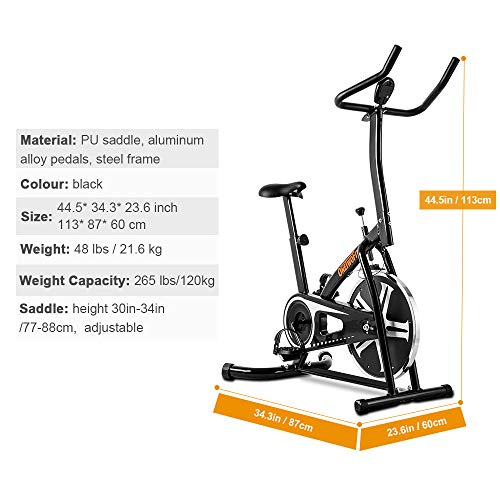 Material: PU saddle, aluminum
alloy pedals, steel frame
Colour: black
Size: 44.5* 34.3* 23.6 inch
113* 87* 60 cm
Weight: 48 lbs / 21.6 kg
Weight Capacity: 265 lbs/120kg
Saddle: height 30in-34in
/77-88cm, adjustable
44.5in / 113cm
34.3in / 87cm
23.6in / 60cm